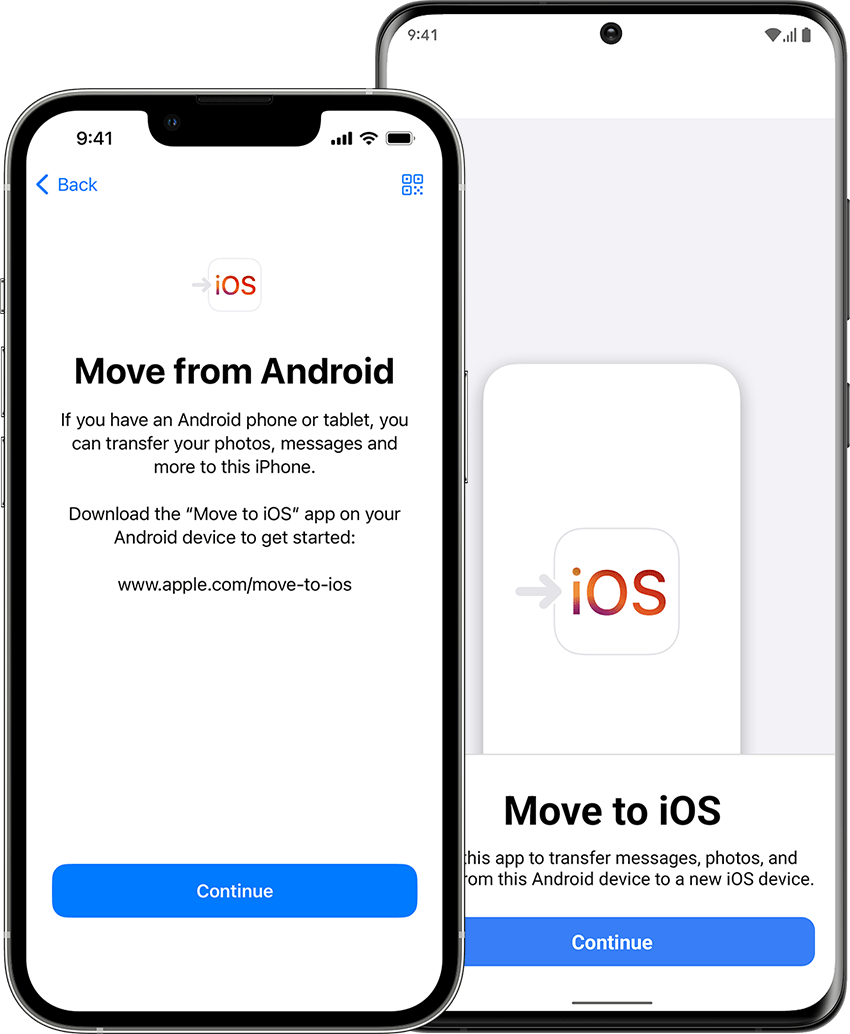 9:41
Back
iOS
Move from Android
If you have an Android phone or tablet, you
can transfer your photos, messages and
more to this iPhone.
Download the “Move to iOS” app on your
Android device to get started:
www.apple.com/move-to-ios
Continue
9:41
iOS
Move to iOS
this app to transfer messages, photos, and
from this Android device to a new iOS device.
Continue